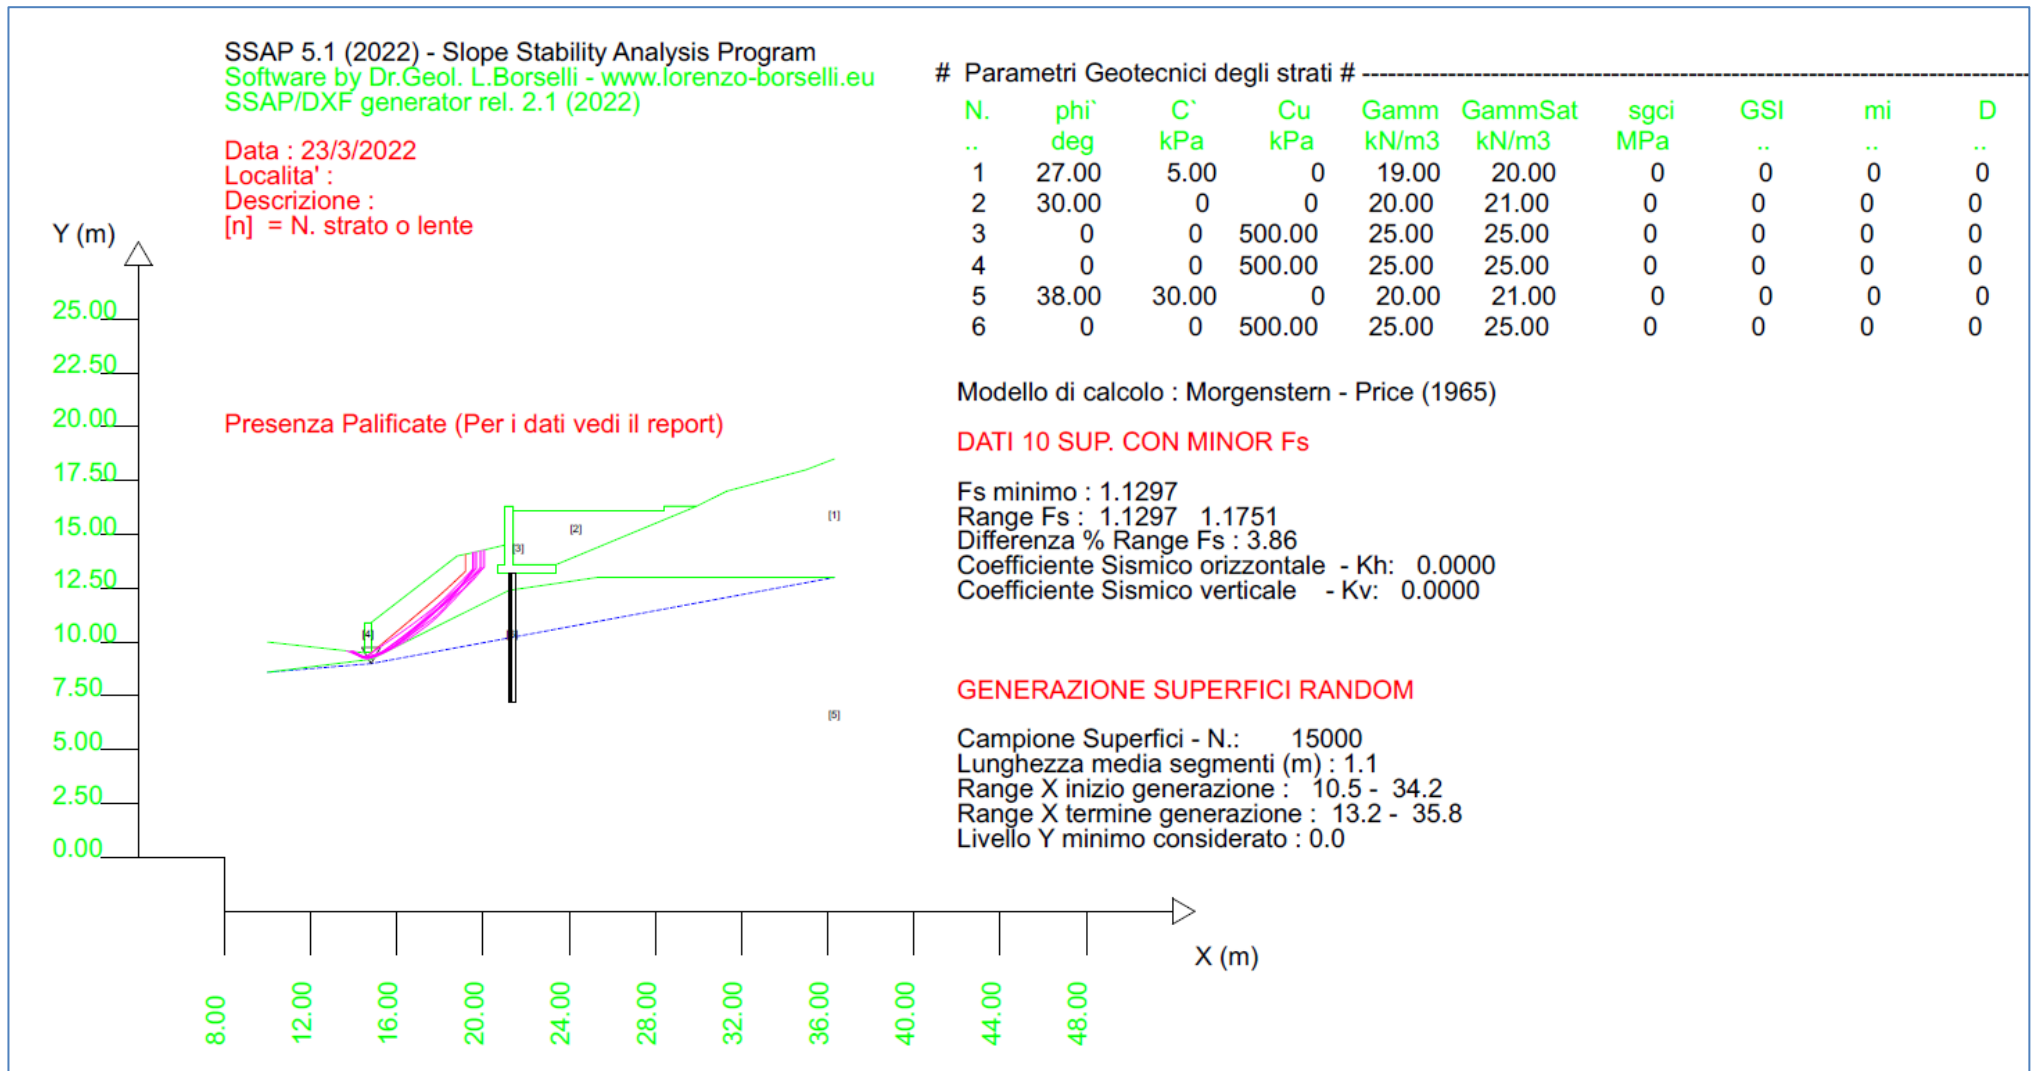 SSAP 5.1 (2022) - Slope Stability Analysis Program
Software by Dr.Geol. L.Borselli - www.lorenzo-borselli.eu
SSAP/DXF generator rel. 2.1 (2022)
Data : 23/3/2022
Localita' :
Descrizione :
[n] = N. strato o lente
Y (m)
25.00
22.50
20.00
17.50
15.00
12.50
10.00
7.50
5.00
2.50
0.00
Presenza Palificate (Per i dati vedi il report)
[1]
[2]
[3]
[4]
[5]
8.00
12.00
16.00
20.00
24.00
28.00
32.00
36.00
40.00
44.00
48.00
X (m)
# Parametri Geotecnici degli strati # ------------------------------------------------------------
N. phi` C` Cu Gamm GammSat sgci GSI mi D
.. deg kPa kPa kN/m3 kN/m3 MPa .. .. ..
1 27.00 5.00 0 19.00 20.00 0 0 0 0
2 30.00 0 0 20.00 21.00 0 0 0 0
3 0 0 500.00 25.00 25.00 0 0 0 0
4 0 0 500.00 25.00 25.00 0 0 0 0
5 38.00 30.00 0 20.00 21.00 0 0 0 0
6 0 0 500.00 25.00 25.00 0 0 0 0
Modello di calcolo : Morgenstern - Price (1965)
DATI 10 SUP. CON MINOR Fs
Fs minimo : 1.1297
Range Fs : 1.1297 1.1751
Differenza % Range Fs : 3.86
Coefficiente Sismico orizzontale - Kh: 0.0000
Coefficiente Sismico verticale - Kv: 0.0000
GENERAZIONE SUPERFICI RANDOM
Campione Superfici - N.: 15000
Lunghezza media segmenti (m) : 1.1
Range X inizio generazione : 10.5 - 34.2
Range X termine generazione : 13.2 - 35.8
Livello Y minimo considerato : 0.0